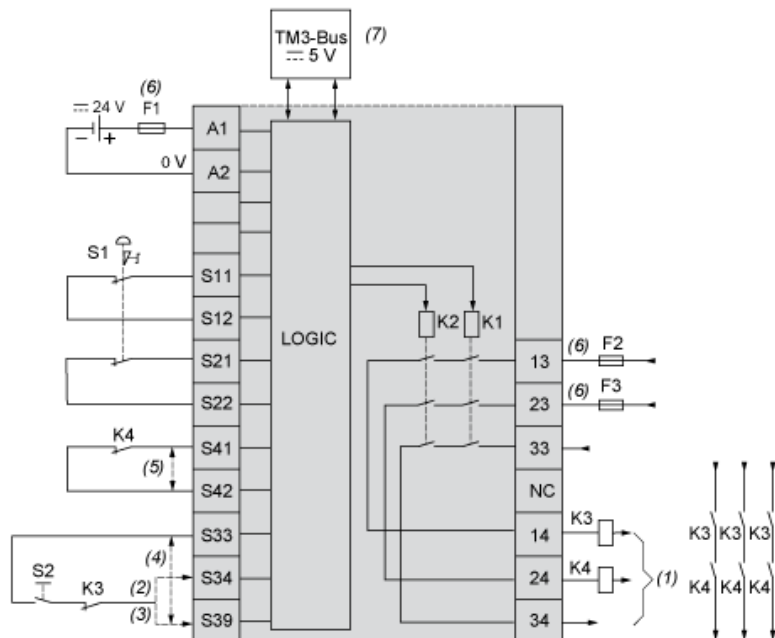 TM3-Bus
5 V
(7)
(6)
24 V F1
- +
0 V
A1
A2
S1
S11
S12
S21
S22
K4
S41
(5)
S42
S33
(4)
S2
K3
(2)
S34
(3)
S39
LOGIC
K2
K1
13
(6) F2
23
(6) F3
33
NC
14
K3
24
K4
34
(1)
K3 K3 K3
K4 K4 K4